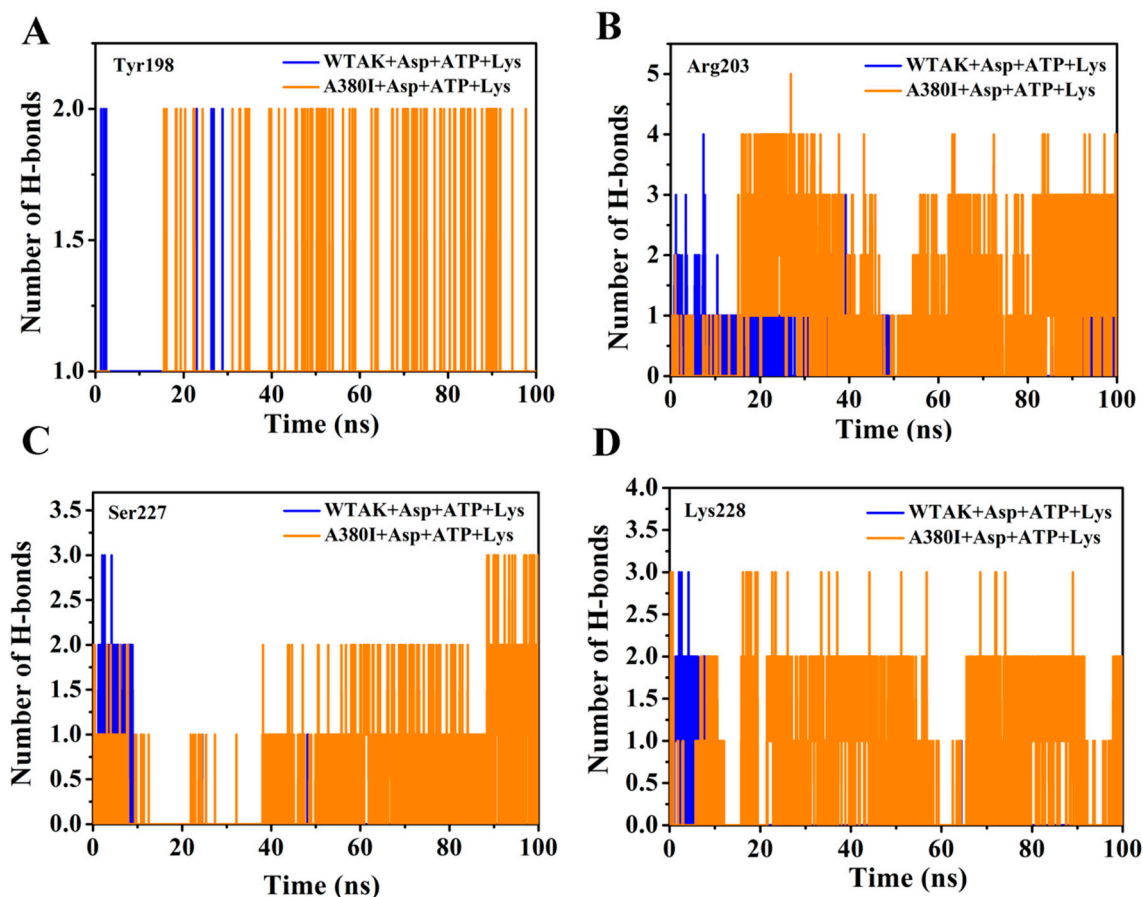 A
Tyr198
WTAK+Asp+ATP+Lys
A380I+Asp+ATP+Lys
Number of H-bonds
2.0
1.5
1.0
0 20 40 60 80 100
Time (ns)
B
Arg203
WTAK+Asp+ATP+Lys
A380I+Asp+ATP+Lys
Number of H-bonds
5
4
3
2
1
0
0 20 40 60 80 100
Time (ns)
C
Ser227
WTAK+Asp+ATP+Lys
A380I+Asp+ATP+Lys
Number of H-bonds
3.5
3.0
2.5
2.0
1.5
1.0
0.5
0.0
0 20 40 60 80 100
Time (ns)
D
Lys228
WTAK+Asp+ATP+Lys
A380I+Asp+ATP+Lys
Number of H-bonds
4.0
3.5
3.0
2.5
2.0
1.5
1.0
0.5
0.0
0 20 40 60 80 100
Time (ns)